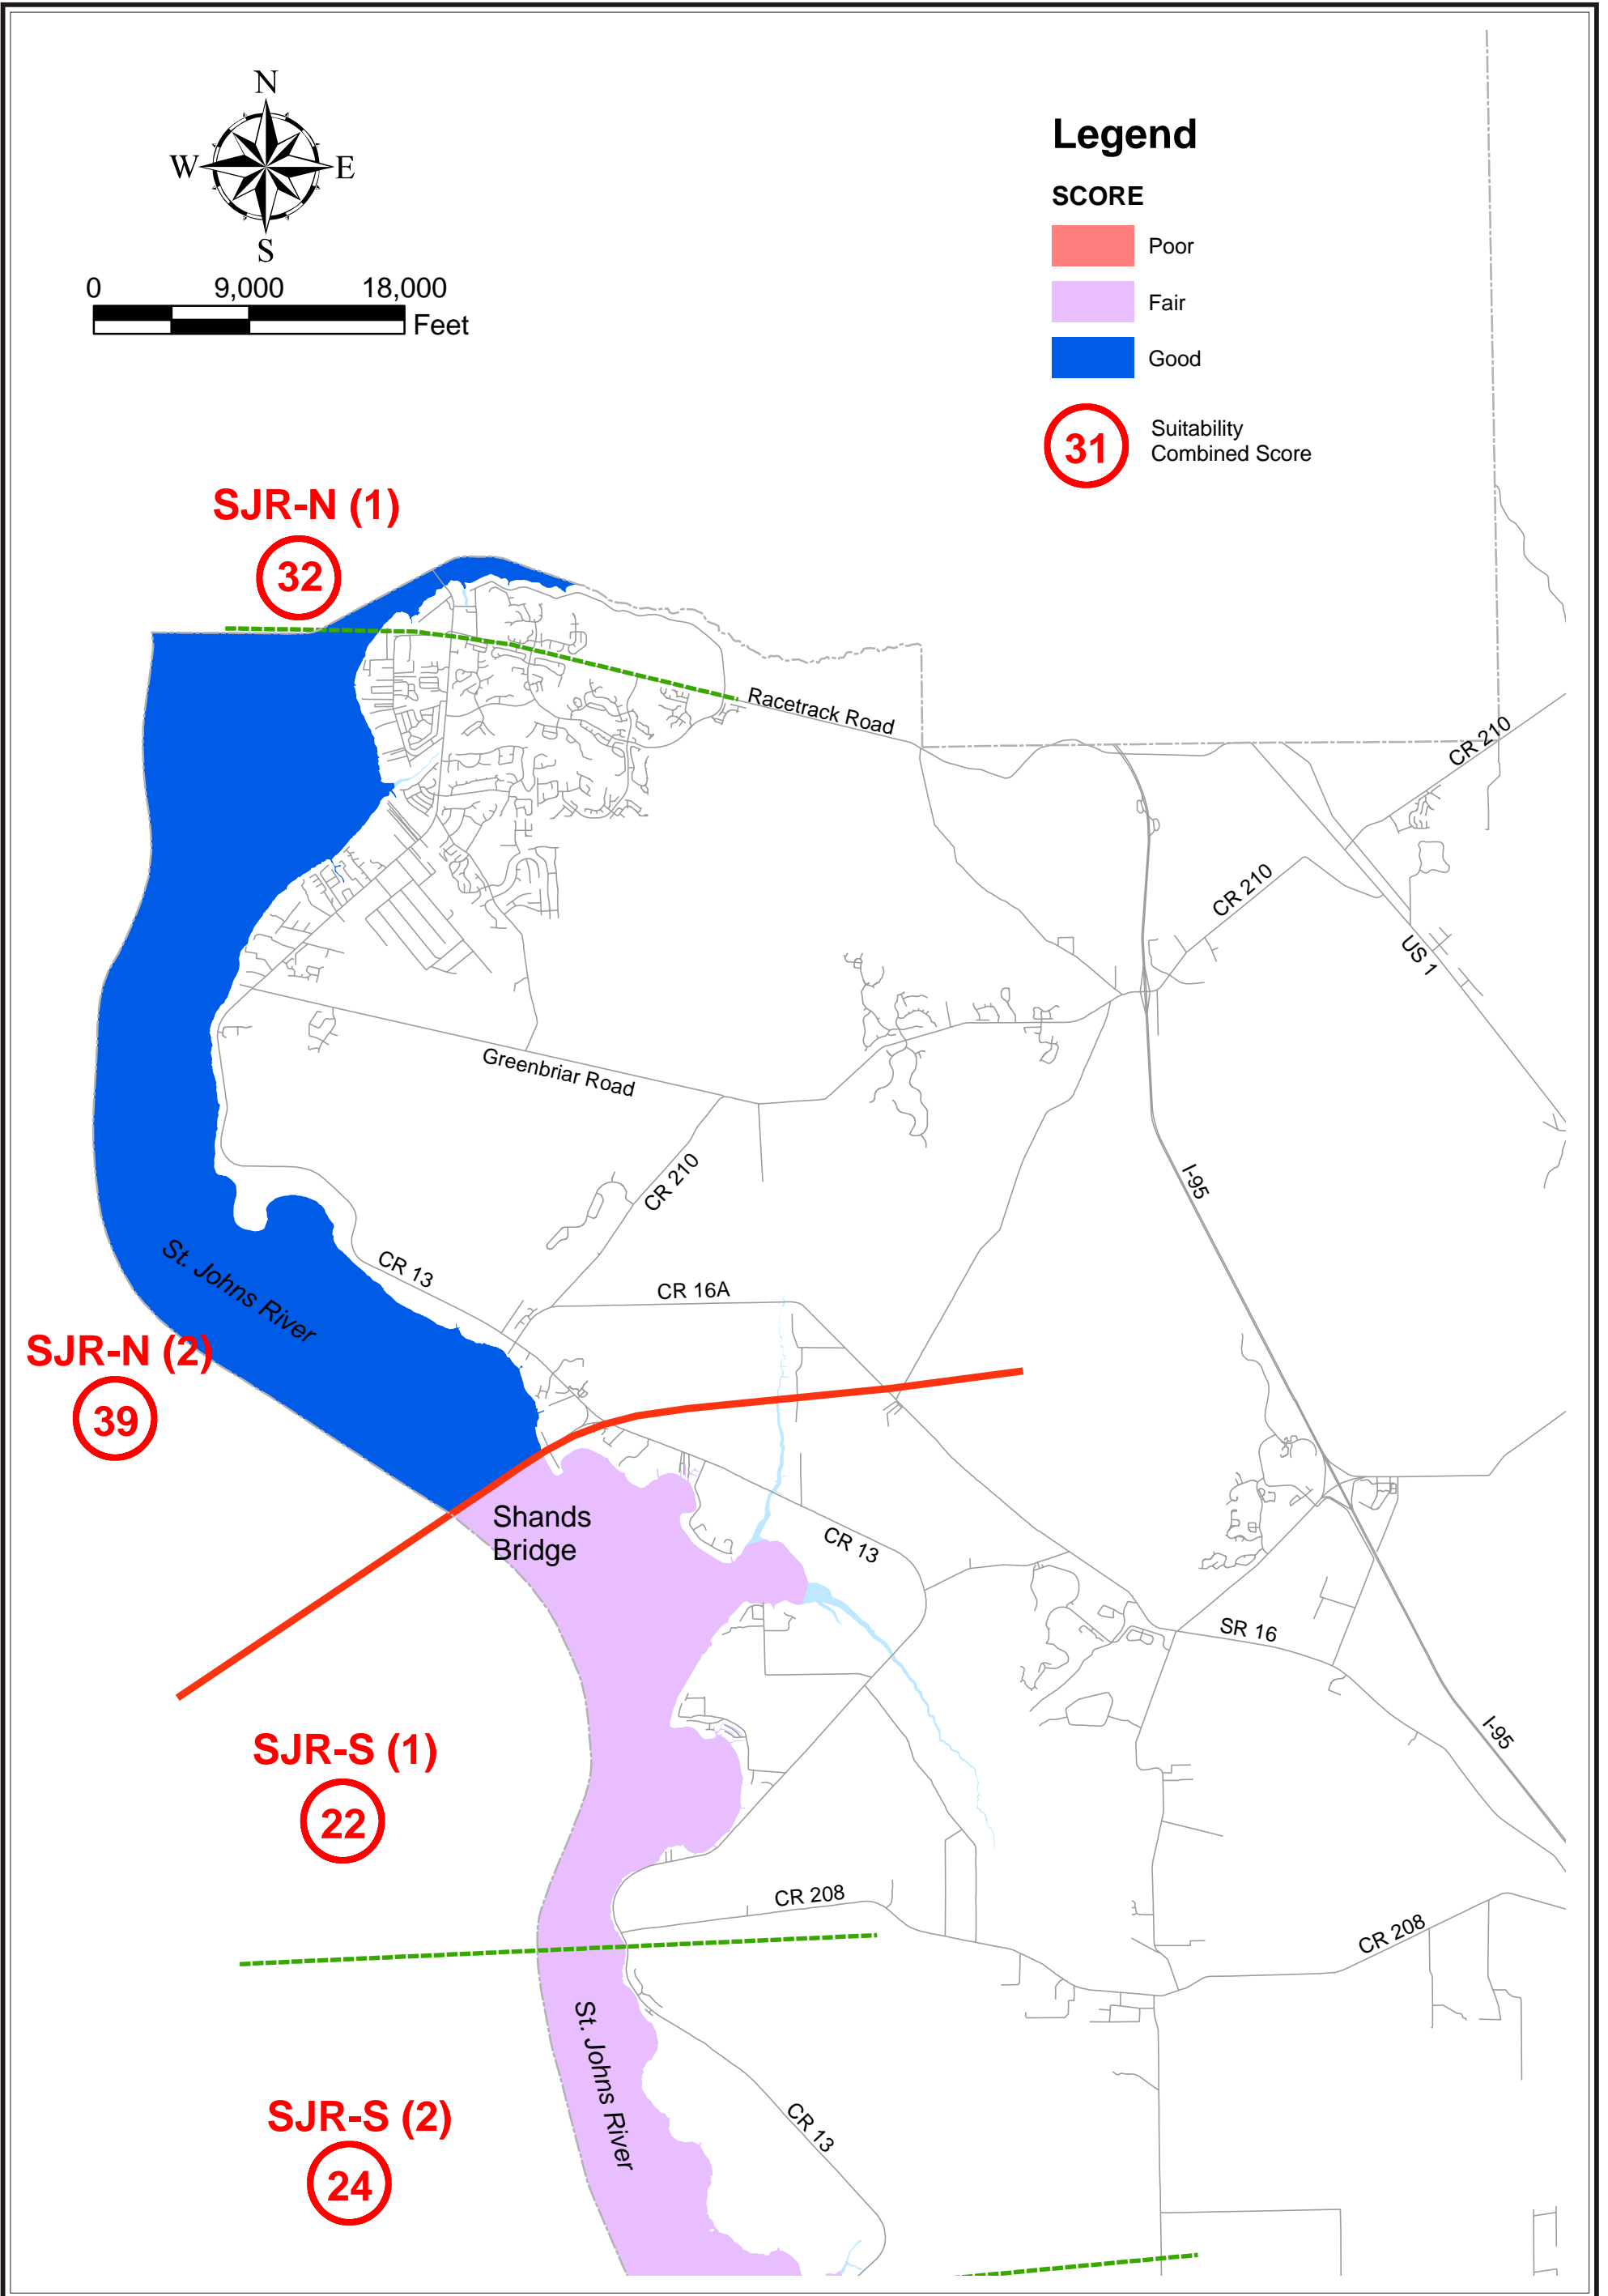 N
W
E
S
0
9,000
18,000
Feet
Legend
SCORE
Poor
Fair
Good
31
Suitability
Combined Score
SJR-N (1)
32
Racetrack Road
CR 210
CR 210
US 1
Greenbriar Road
CR 210
I-95
St. Johns River
CR 13
CR 16A
SJR-N (2)
39
Shands
Bridge
CR 13
SR 16
I-95
SJR-S (1)
22
CR 208
CR 208
St. Johns River
SJR-S (2)
24
CR 13